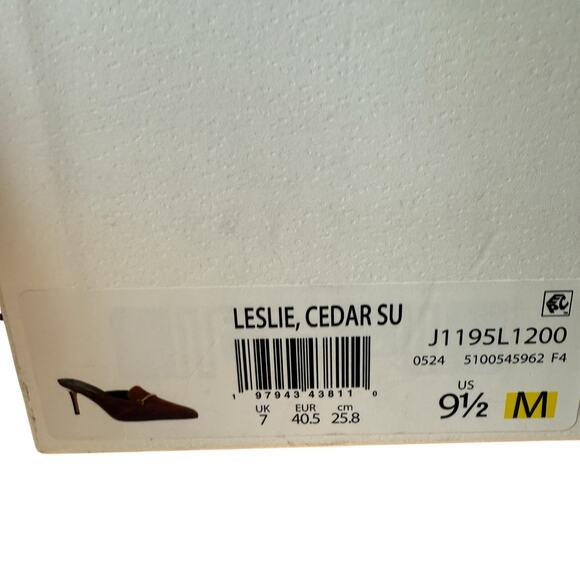 LESLIE, CEDAR SU
J1195L1200
0524 5100545962 F4
1 97943 43811 0
UK EUR cm
7 40.5 25.8
US
9½ M